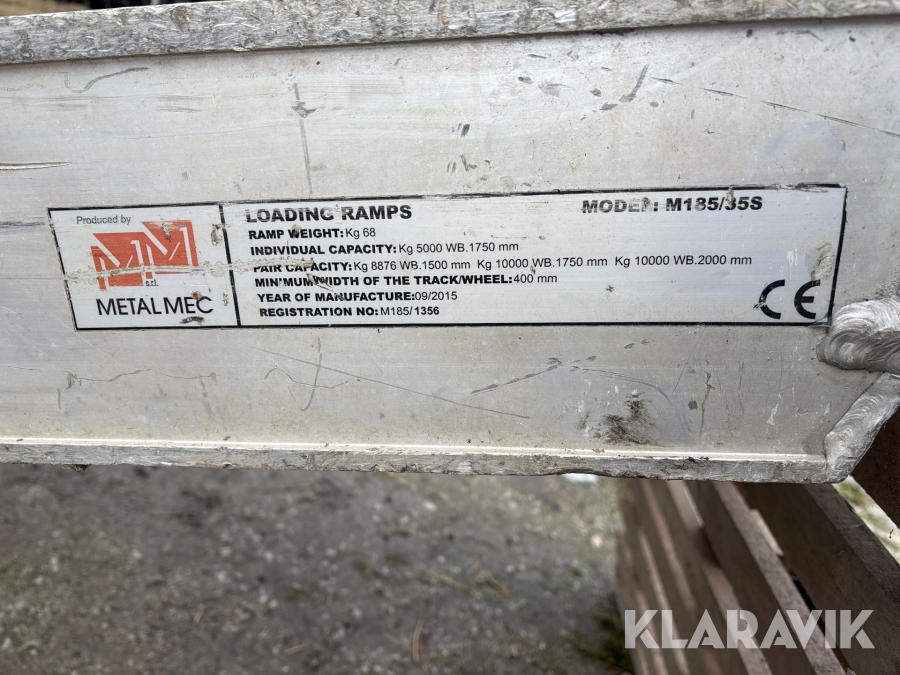 Produced by
MM
s.r.l.
METALMEC
LOADING RAMPS
MODEL: M185/35S
RAMP WEIGHT: Kg 68
INDIVIDUAL CAPACITY: Kg 5000 WB.1750 mm
PAIR CAPACITY: Kg 8876 WB.1500 mm Kg 10000 WB.1750 mm Kg 10000 WB.2000 mm
MINIMUM WIDTH OF THE TRACK/WHEEL: 400 mm
YEAR OF MANUFACTURE: 09/2015
REGISTRATION NO: M185/1356
CE
KLARAVIK